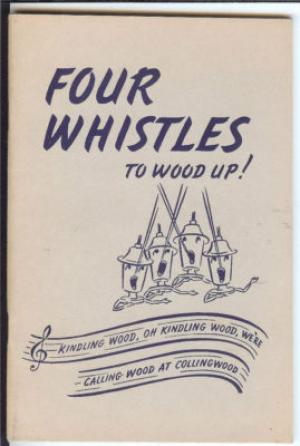 FOUR
WHISTLES
TO WOOD UP!
KINDLING WOOD, OH KINDLING WOOD, WE'RE
CALLING WOOD AT COLLINGWOOD